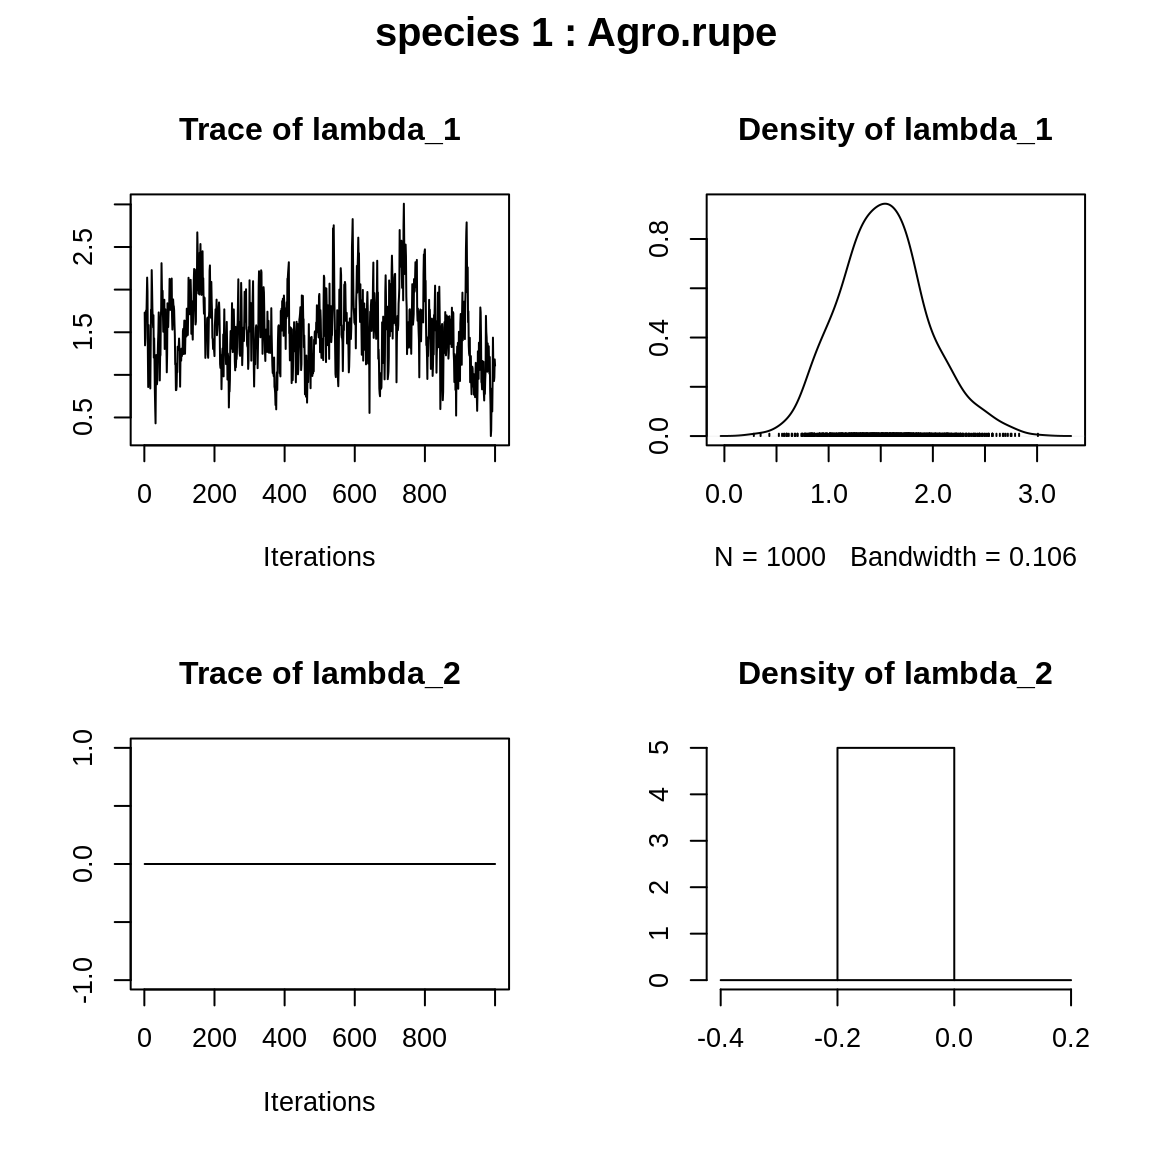 species 1 : Agro.rupe
Trace of lambda_1
Density of lambda_1
0.5 1.5 2.5
0 200 400 600 800
Iterations
0.0 0.4 0.8
0.0 1.0 2.0 3.0
N = 1000 Bandwidth = 0.106
Trace of lambda_2
Density of lambda_2
-1.0 0.0 1.0
0 200 400 600 800
Iterations
0 1 2 3 4 5
-0.4 -0.2 0.0 0.2